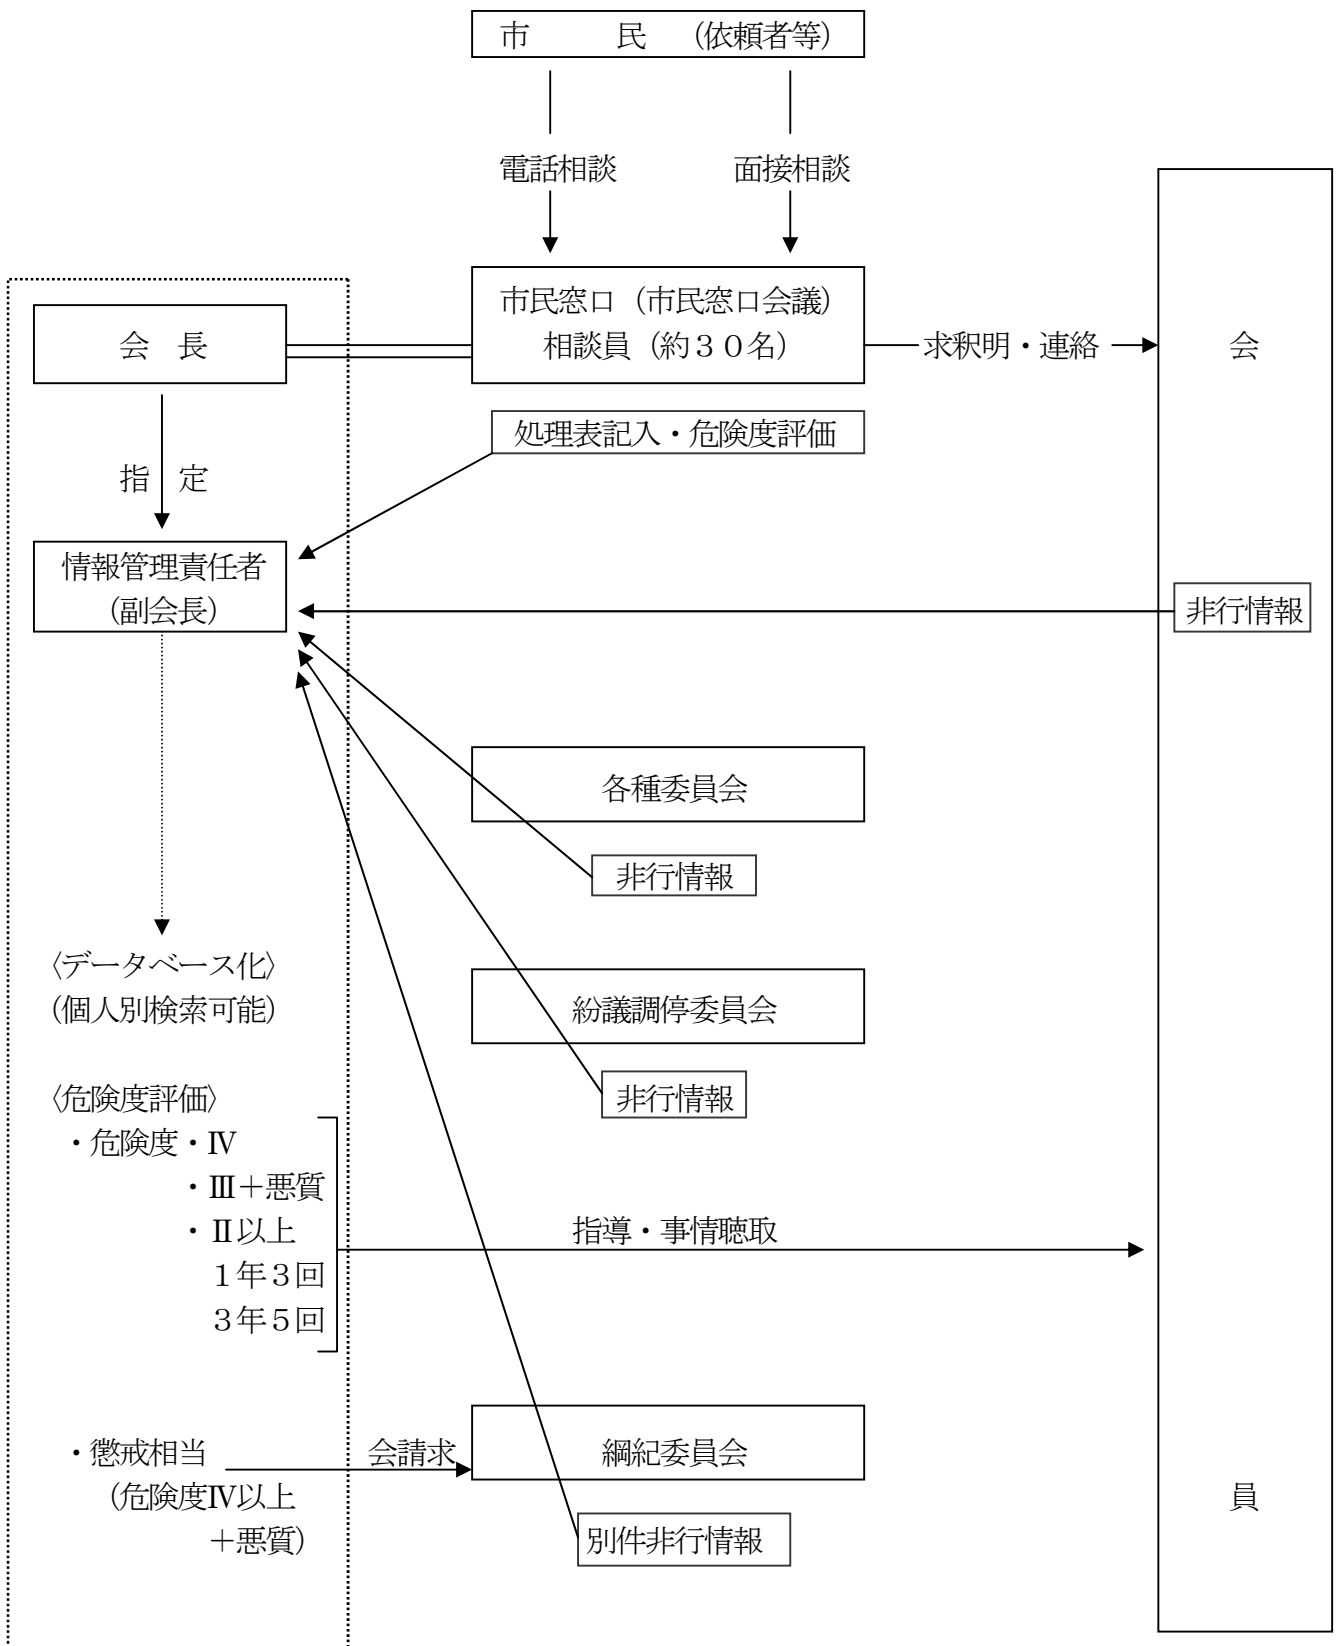 市　　　民　（依頼者等）
電話相談　面接相談
市民窓口（市民窓口会議）
相談員（約３０名）
会　長
求釈明・連絡
会
処理表記入・危険度評価
指　定
情報管理責任者
（副会長）
非行情報
各種委員会
非行情報
〈データベース化〉
（個人別検索可能）
紛議調停委員会
非行情報
〈危険度評価〉
・危険度・Ⅳ
・Ⅲ＋悪質
・Ⅱ以上
１年３回
３年５回
指導・事情聴取
・懲戒相当
（危険度Ⅳ以上
＋悪質）
会請求
綱紀委員会
別件非行情報
員